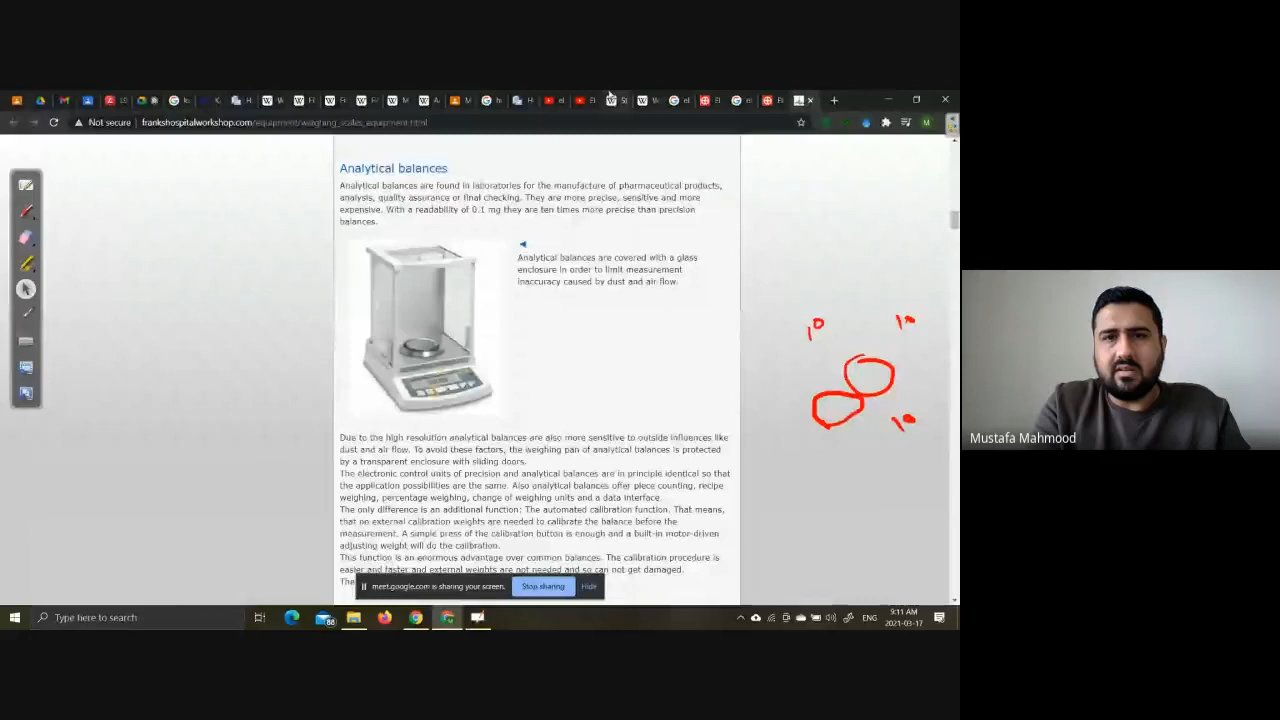 Not secure
frankshospitalworkshop.com/equipment/weighing_scales_equipment.html
M
Analytical balances
Analytical balances are found in laboratories for the manufacture of pharmaceutical products,
analysis, quality assurance or final checking. They are more precise, sensitive and more
expensive. With a readability of 0.1 mg they are ten times more precise than precision
balances.
Analytical balances are covered with a glass
enclosure in order to limit measurement
inaccuracy caused by dust and air flow.
10
10
10
Mustafa Mahmood
Due to the high resolution analytical balances are also more sensitive to outside influences like
dust and air flow. To avoid these factors, the weighing pan of analytical balances is protected
by a transparent enclosure with sliding doors.
The electronic control units of precision and analytical balances are in principle identical so that
the application possibilities are the same. Also analytical balances offer piece counting, recipe
weighing, percentage weighing, change of weighing units and a data interface.
The only difference is an additional function: The automated calibration function. That means,
that no external calibration weights are needed to calibrate the balance before the
measurement. A simple press of the calibration button is enough and a built-in motor-driven
adjusting weight will do the calibration.
This function is an enormous advantage over common balances. The calibration procedure is
easier and faster and external weights are not needed and so can not get damaged.
meet.google.com is sharing your screen.
Stop sharing
Hide
Type here to search
88
ENG
9:11 AM
2021-03-17